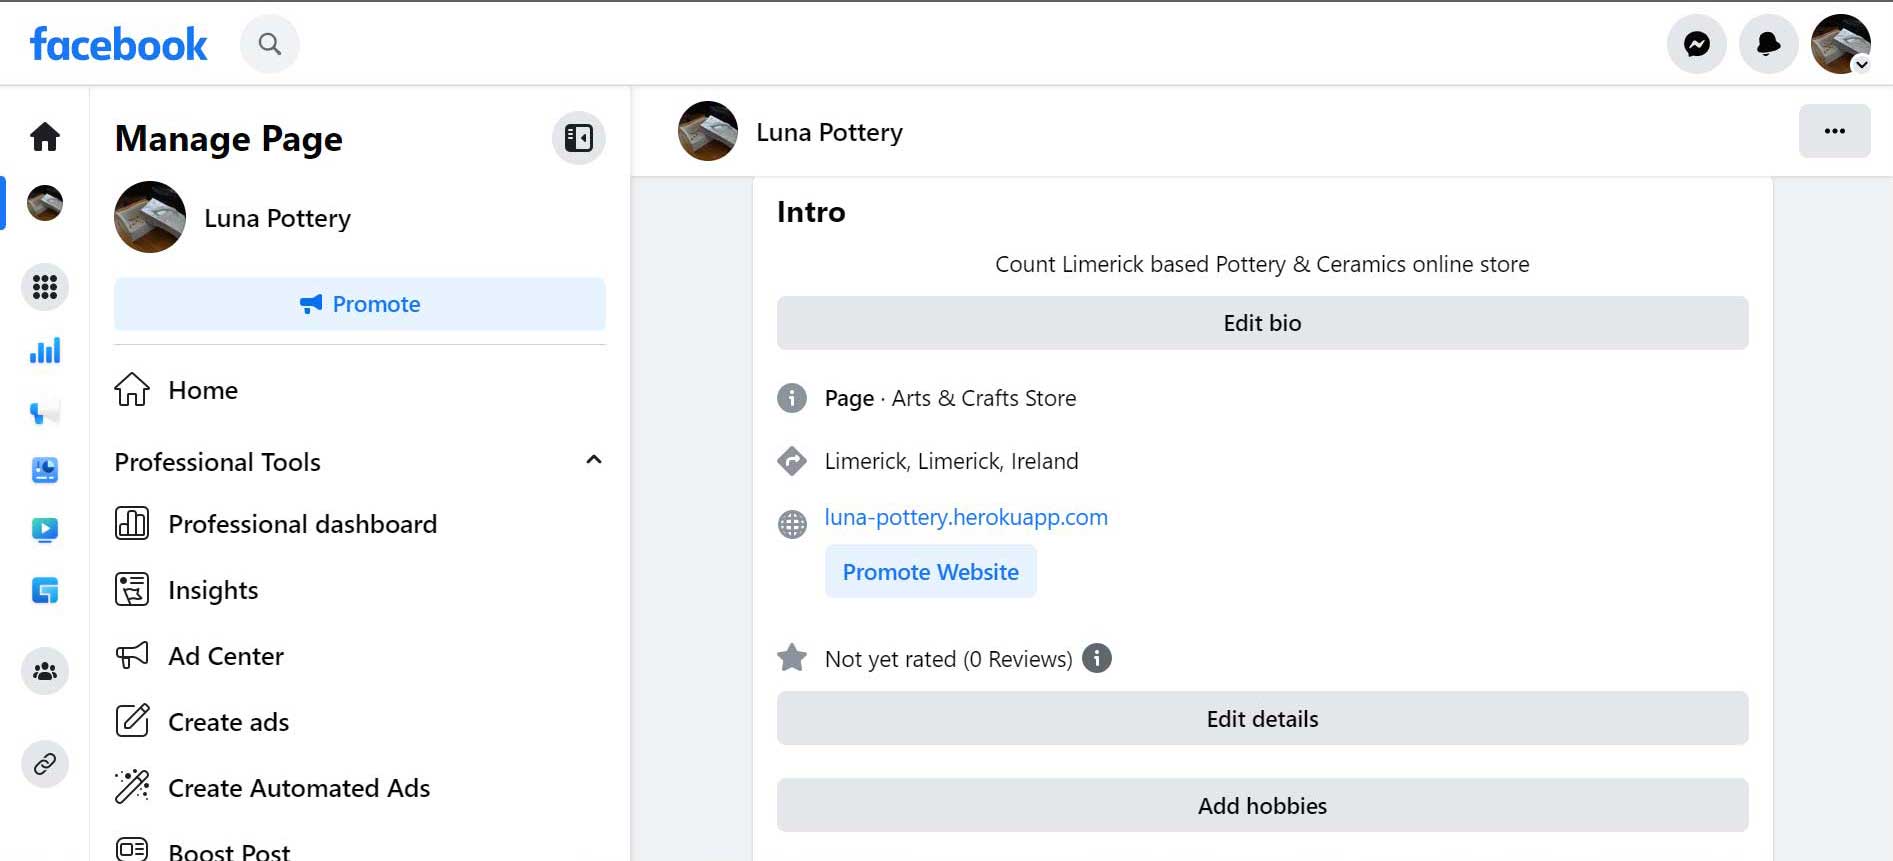 facebook
Manage Page
Luna Pottery
Promote
Home
Professional Tools
Professional dashboard
Insights
Ad Center
Create ads
Create Automated Ads
Boost Post
Luna Pottery
Intro
Count Limerick based Pottery & Ceramics online store
Edit bio
Page · Arts & Crafts Store
Limerick, Limerick, Ireland
luna-pottery.herokuapp.com
Promote Website
Not yet rated (0 Reviews)
Edit details
Add hobbies